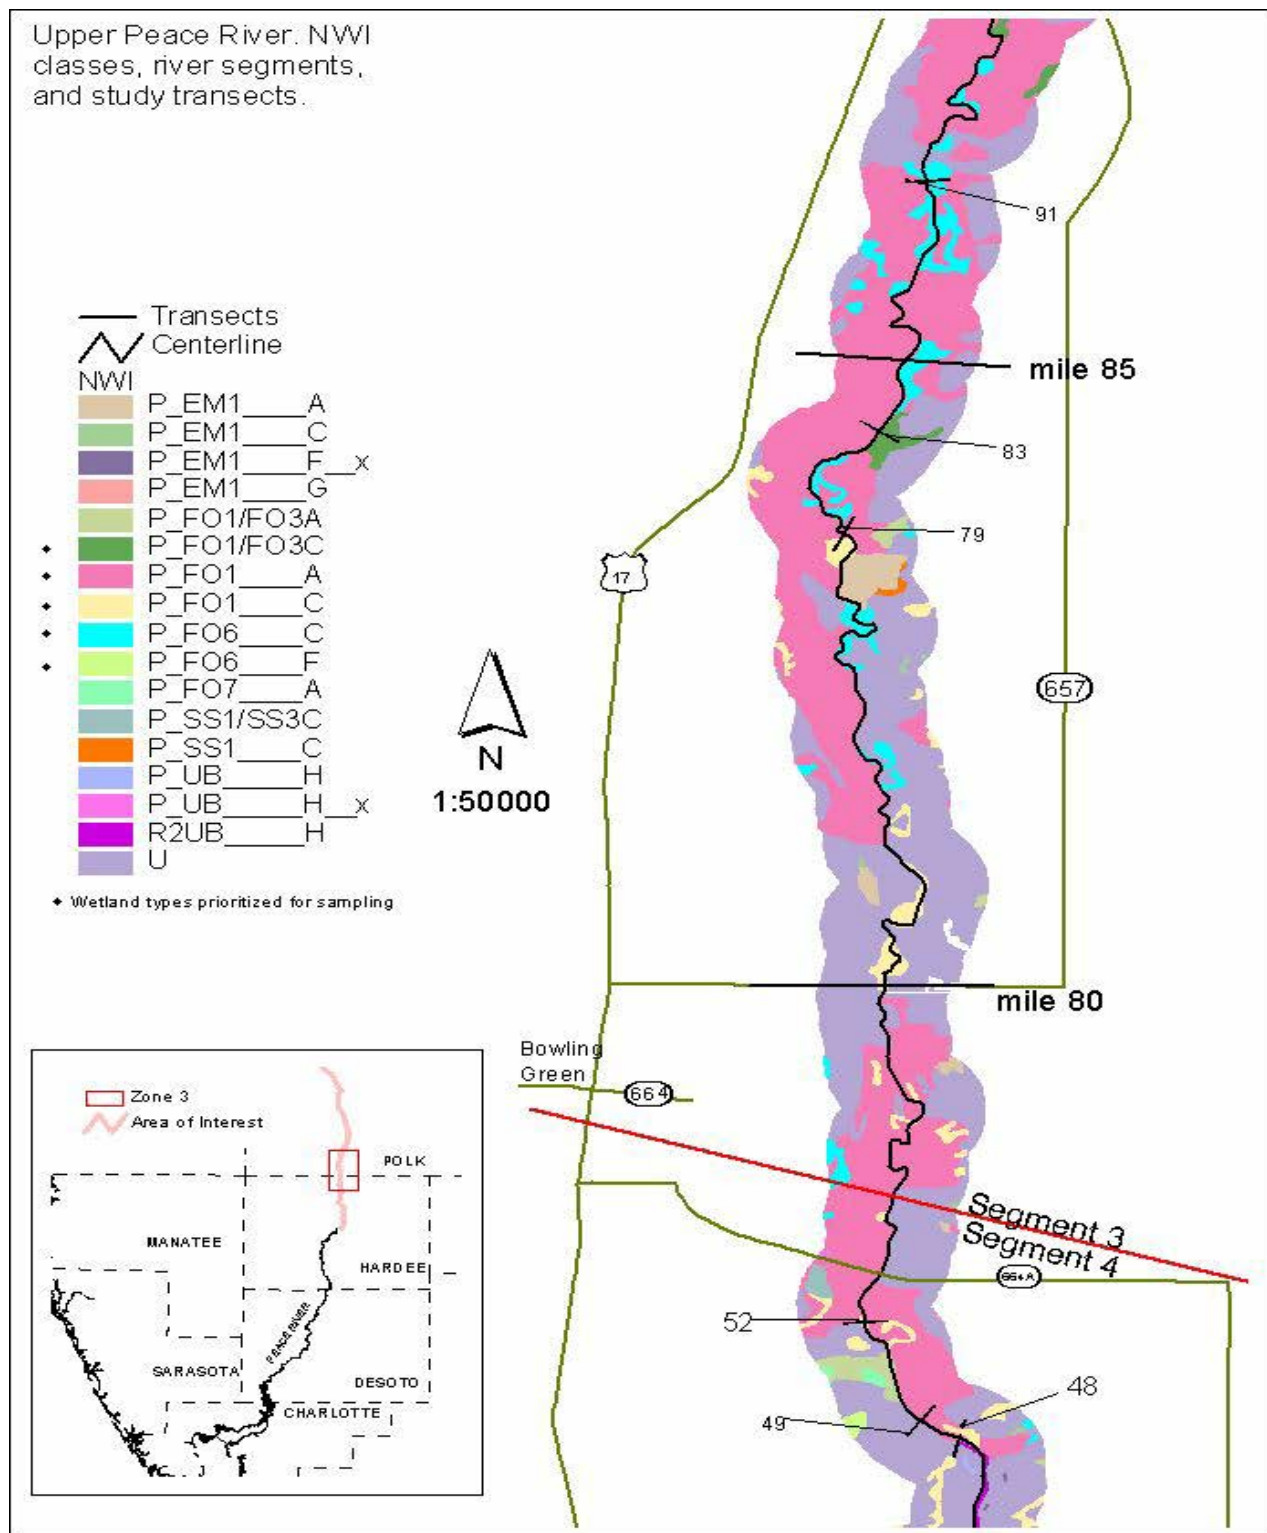 Upper Peace River. NWI
classes, river segments,
and study transects.
91
Transects
Centerline
mile 85
NWI
P_EM1____A
P_EM1____C
P_EM1____F__x
P_EM1____G
P_FO1/FO3A
P_FO1/FO3C
P_FO1____A
P_FO1____C
P_FO6____C
P_FO6____F
P_FO7____A
P_SS1/SS3C
P_SS1____C
P_UB_____H
P_UB_____H__x
R2UB_____H
U
83
79
17
657
N
1:50000
◆ Wetland types prioritized for sampling
mile 80
Bowling
Green
664
Segment 3
Segment 4
664A
52
48
49
Zone 3
Area of Interest
POLK
MANATEE
HARDEE
PEACE RIVER
SARASOTA
DESOTO
CHARLOTTE